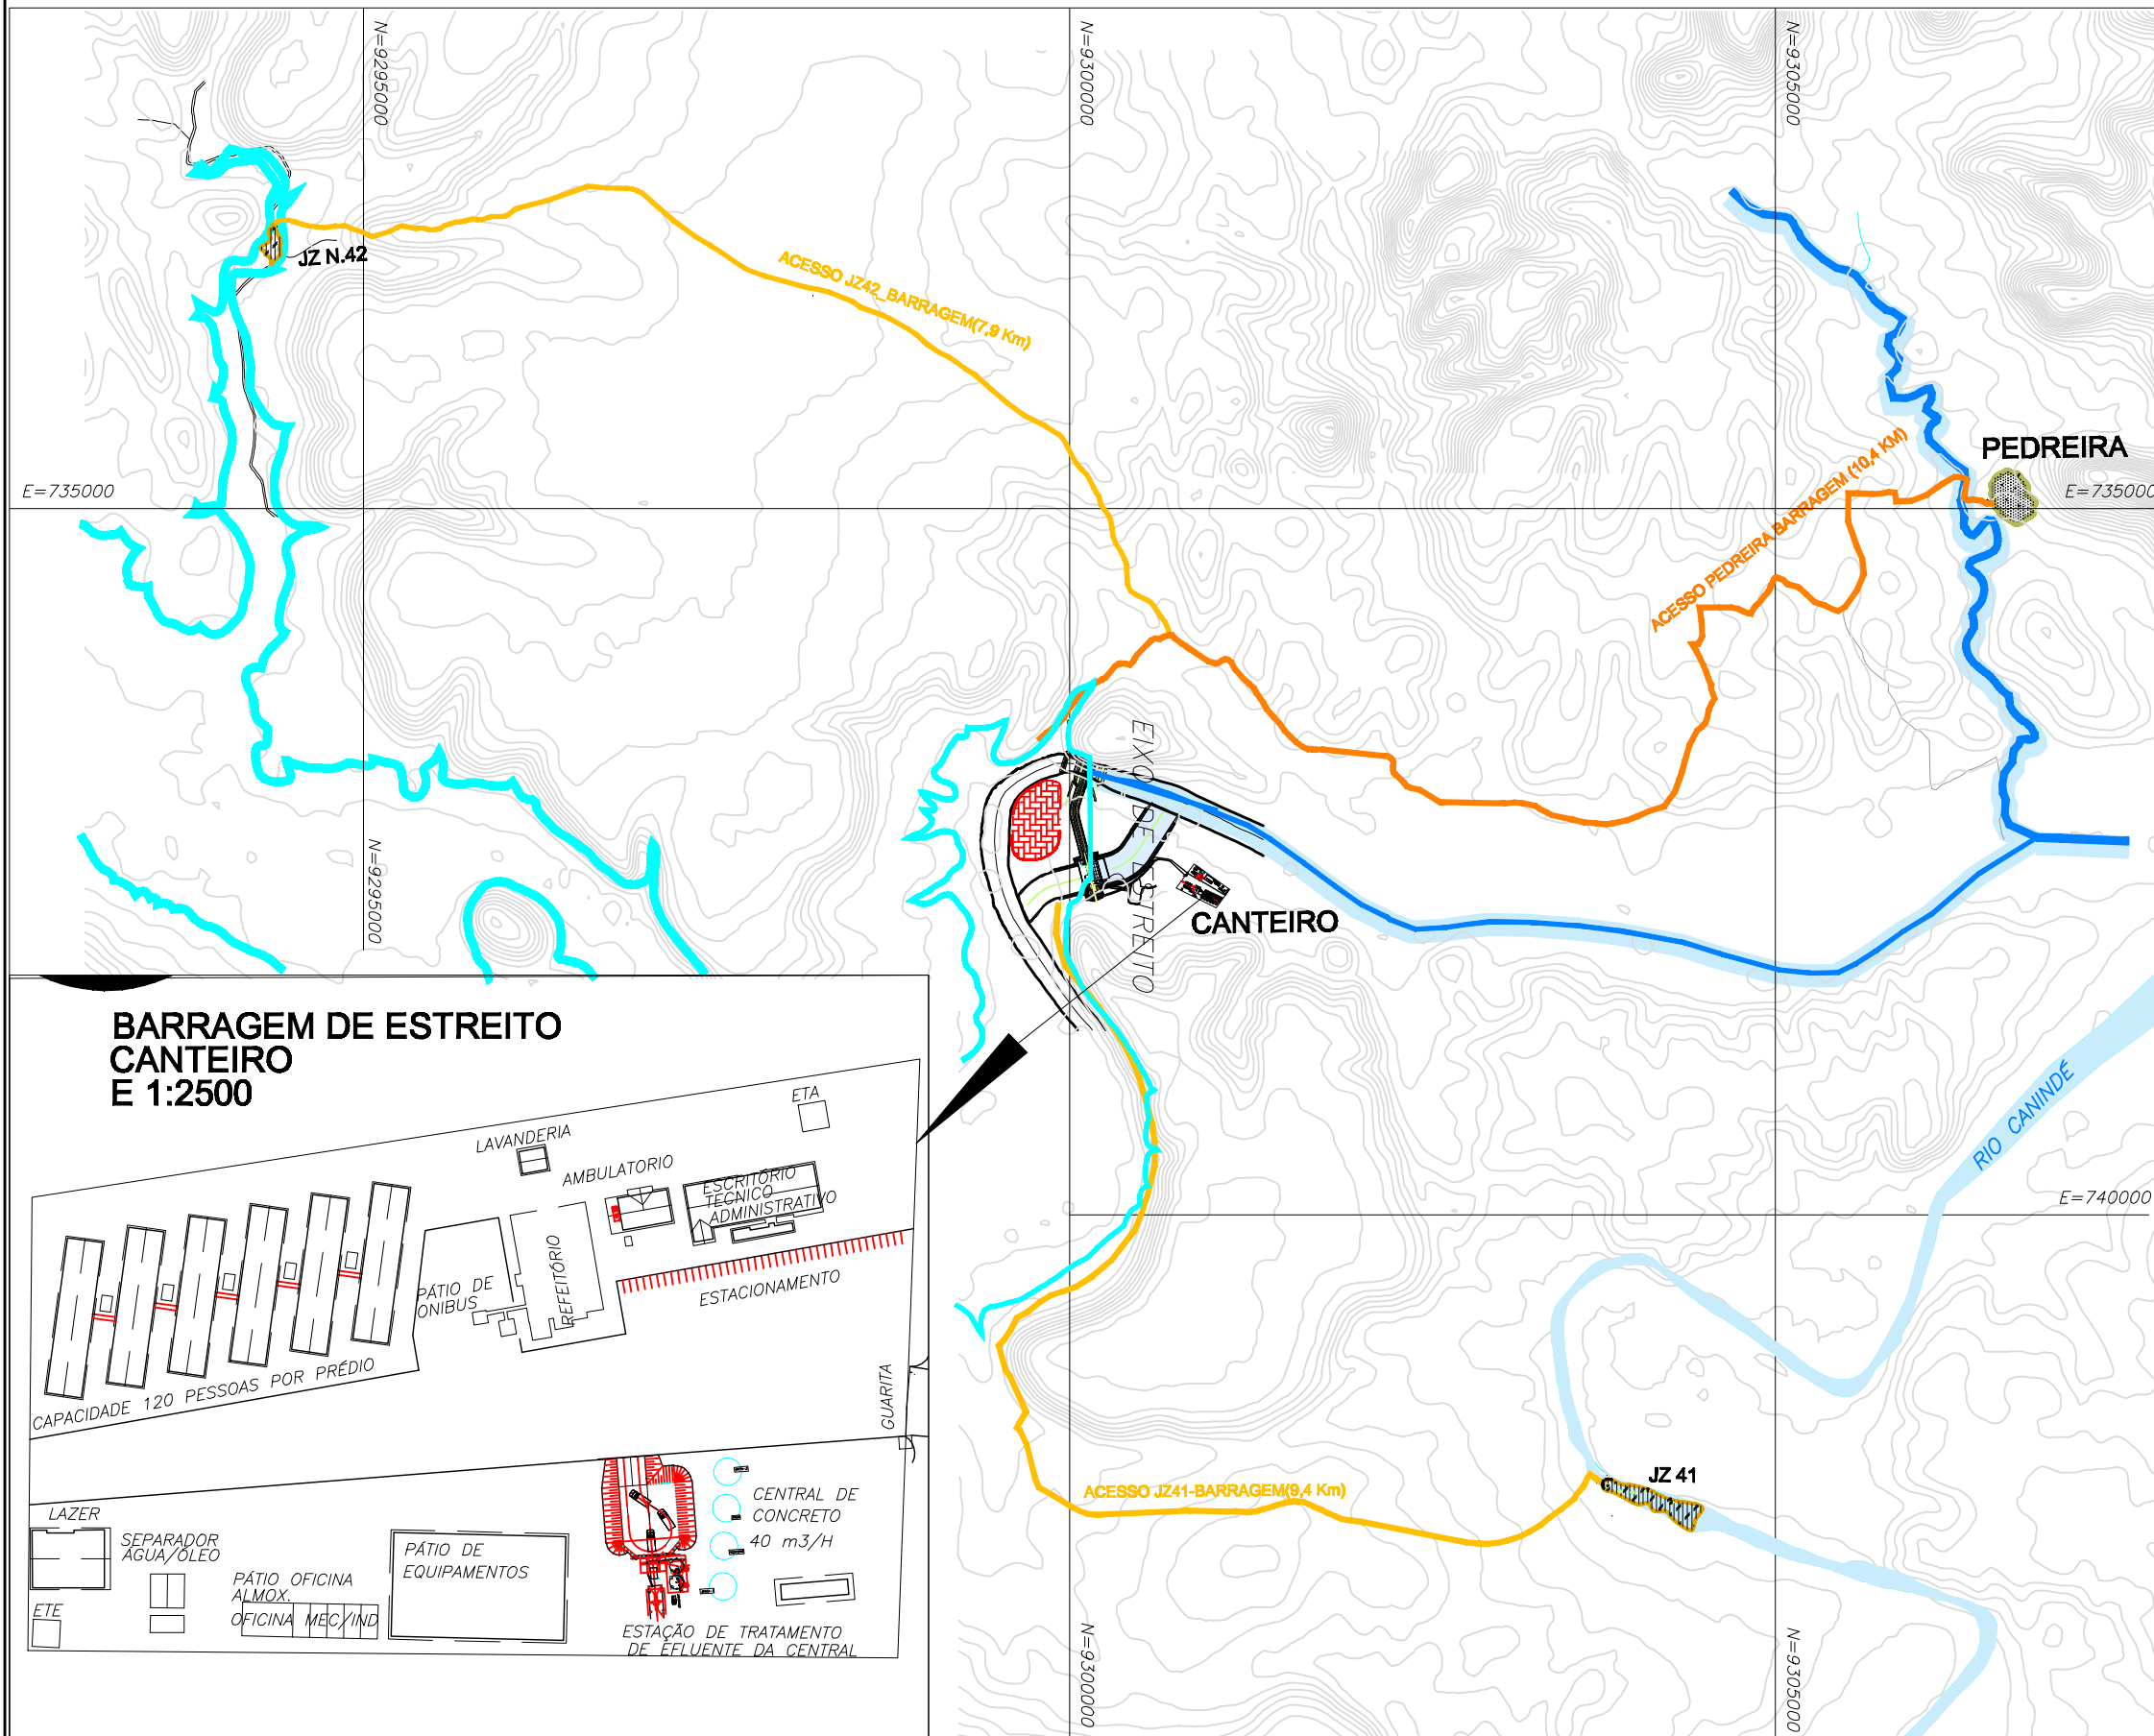 N=9295000
N=9300000
N=9305000
JZ N.42
ACESSO JZ42_BARRAGEM(7,9 Km)
PEDREIRA
E=735000
E=735000
ACESSO PEDREIRA BARRAGEM (10,4 KM)
EIXO DE ESTREITO
N=9295000
CANTEIRO
BARRAGEM DE ESTREITO
CANTEIRO
E 1:2500
RIO CANINDÉ
E=740000
ETA
LAVANDERIA
AMBULATORIO
ESCRITÓRIO
TECNICO
ADMINISTRATIVO
PÁTIO DE
ONIBUS
REFEITÓRIO
ESTACIONAMENTO
CAPACIDADE 120 PESSOAS POR PRÉDIO
GUARITA
ACESSO JZ41-BARRAGEM(9,4 Km)
JZ 41
LAZER
SEPARADOR
ÁGUA/ÓLEO
PÁTIO OFICINA
ALMOX.
OFICINA MEC/IND
ETE
PÁTIO DE
EQUIPAMENTOS
CENTRAL DE
CONCRETO
40 m3/H
ESTAÇÃO DE TRATAMENTO
DE EFLUENTE DA CENTRAL
N=9300000
N=9305000